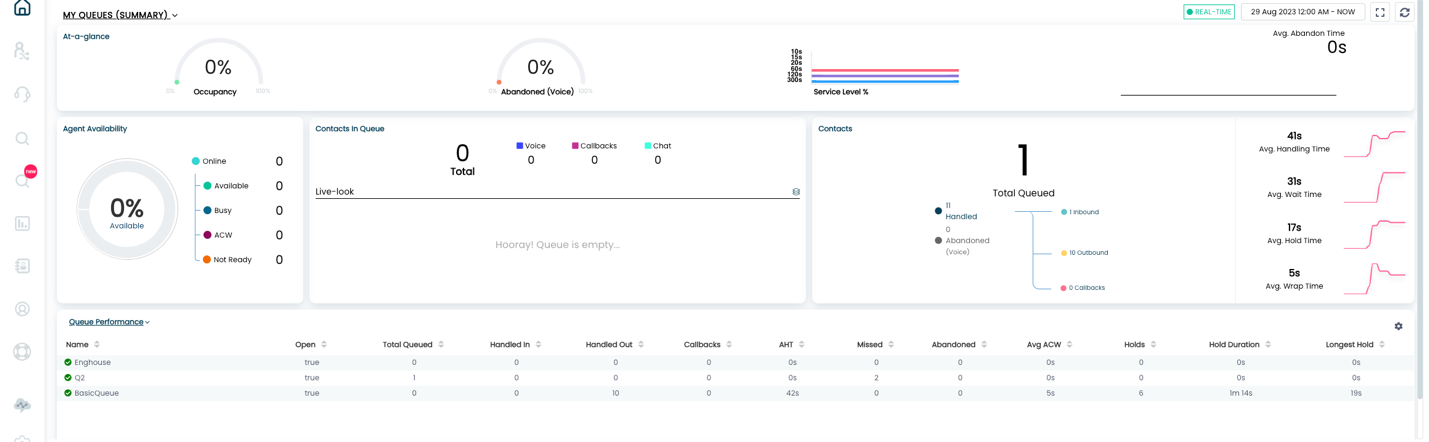 MY QUEUES (SUMMARY)
REAL-TIME
29 Aug 2023 12:00 AM - NOW
At-a-glance
0%
0%
100%
Occupancy
0%
0%
100%
Abandoned (Voice)
10s
15s
20s
60s
120s
300s
Service Level %
Avg. Abandon Time
0s
new
Agent Availability
0%
Available
Online 0
Available 0
Busy 0
ACW 0
Not Ready 0
Contacts In Queue
0
Total
Voice Callbacks Chat
0 0 0
Live-look
Hooray! Queue is empty...
Contacts
1
Total Queued
11
Handled
0
Abandoned
(Voice)
1 Inbound
10 Outbound
0 Callbacks
41s
Avg. Handling Time
31s
Avg. Wait Time
17s
Avg. Hold Time
5s
Avg. Wrap Time
Queue Performance
Name Open Total Queued Handled In Handled Out Callbacks AHT Missed Abandoned Avg ACW Holds Hold Duration Longest Hold
Enghouse true 0 0 0 0 0s 0 0 0s 0 0s 0s
Q2 true 1 0 0 0 0s 2 0 0s 0 0s 0s
BasicQueue true 0 0 10 0 42s 0 0 5s 6 1m 14s 19s